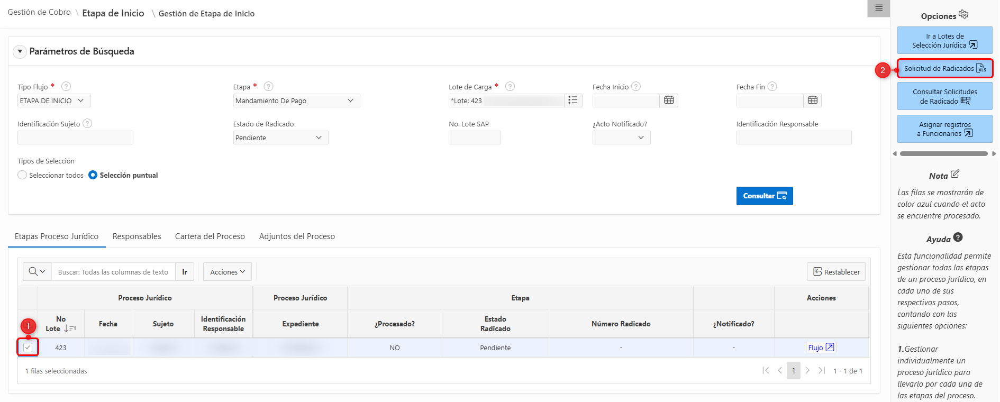 Gestión de Cobro \ Etapa de Inicio \ Gestión de Etapa de Inicio
Parámetros de Búsqueda
Tipo Flujo * ?
Etapa * ?
Lote de Carga * ?
Fecha Inicio ?
Fecha Fin ?
ETAPA DE INICIO
Mandamiento De Pago
*Lote: 423
Identificación Sujeto ?
Estado de Radicado
No. Lote SAP
¿Acto Notificado?
Identificación Responsable
Pendiente
Tipos de Selección
Seleccionar todos
Selección puntual
Consultar
Etapas Proceso Jurídico
Responsables
Cartera del Proceso
Adjuntos del Proceso
Buscar: Todas las columnas de texto
Ir
Acciones
Restablecer
Proceso Jurídico
Proceso Jurídico
Etapa
Acciones
No
Lote
1
Fecha
Sujeto
Identificación
Responsable
Expediente
¿Procesado?
Estado
Radicado
Número Radicado
¿Notificado?
1
423
NO
Pendiente
-
-
Flujo
1 filas seleccionadas
1
1 - 1 de 1
Opciones
Ir a Lotes de
Selección Jurídica
2
Solicitud de Radicados XLS
Consultar Solicitudes
de Radicado
Asignar registros
a Funcionarios
Nota
Las filas se mostrarán de
color azul cuando el acto
se encuentre procesado.
Ayuda ?
Esta funcionalidad permite
gestionar todas las etapas
de un proceso jurídico, en
cada uno de sus
respectivos pasos,
contando con las
siguientes opciones:
1.Gestionar
individualmente un
proceso jurídico para
llevarlo por cada una de
las etapas del proceso.